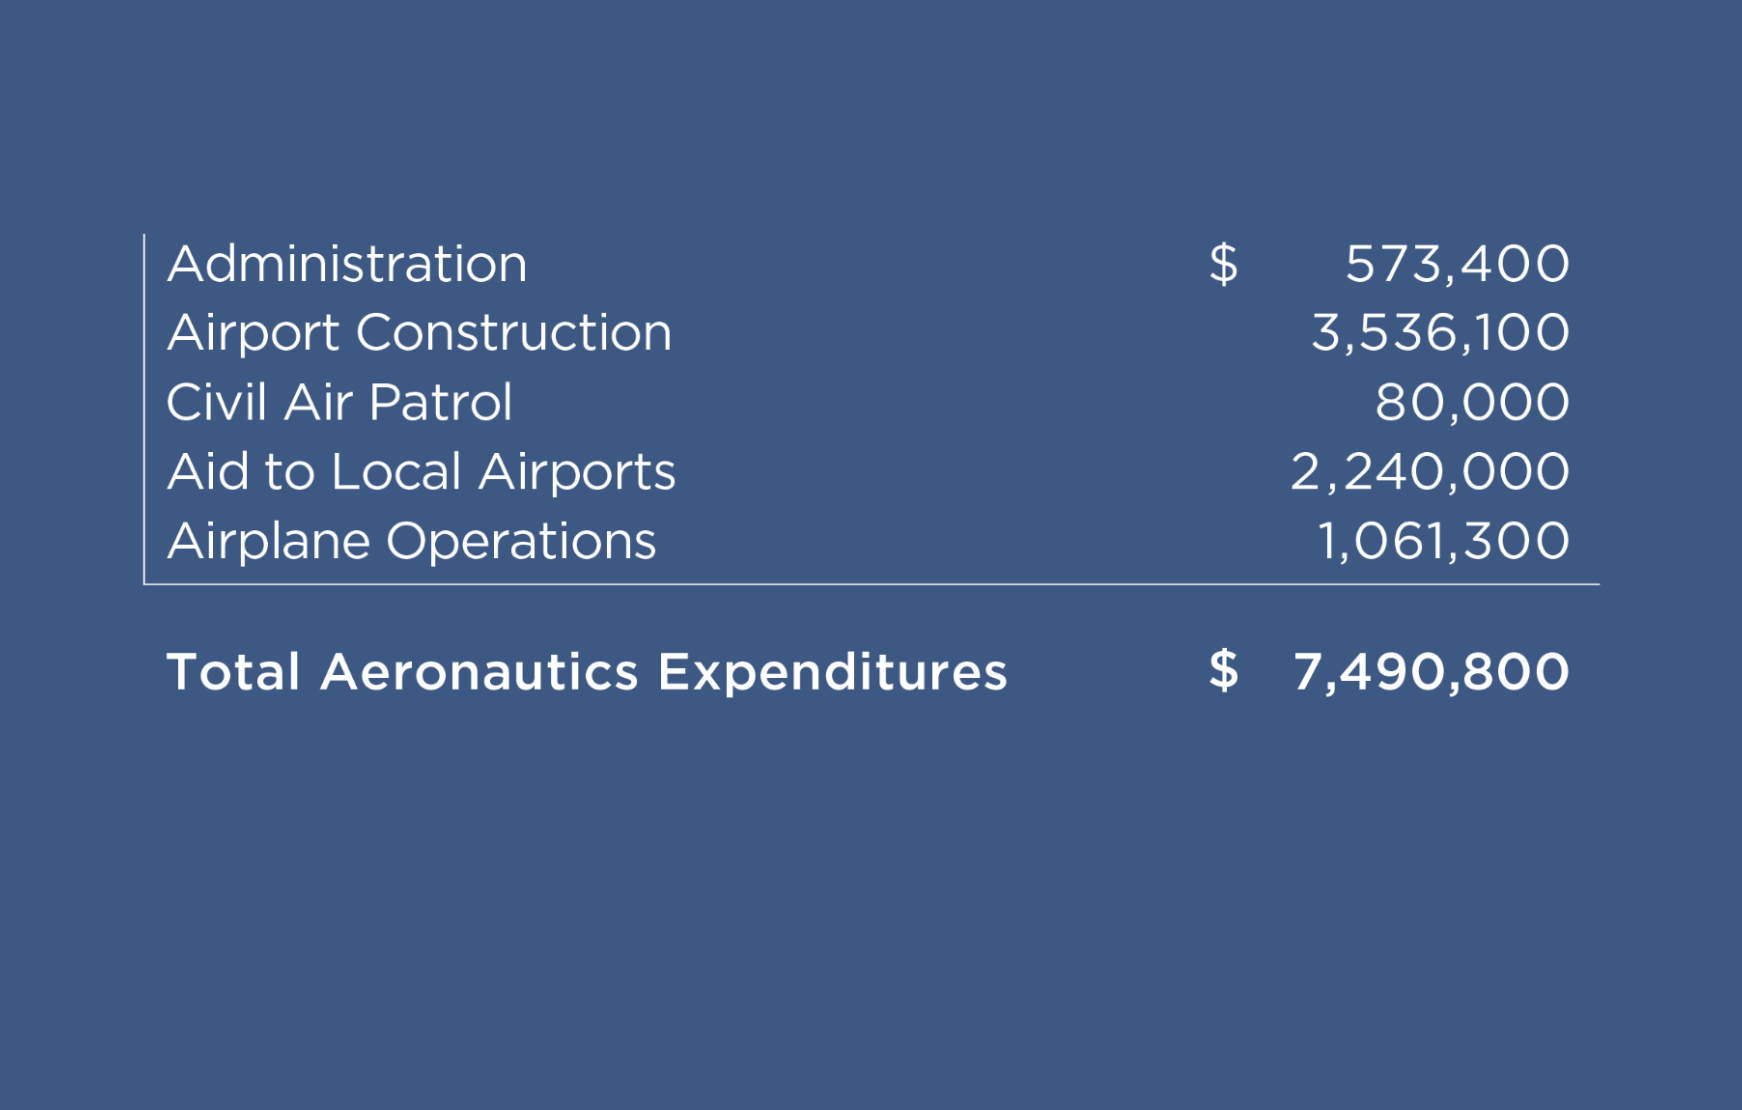 Administration $ 573,400
Airport Construction 3,536,100
Civil Air Patrol 80,000
Aid to Local Airports 2,240,000
Airplane Operations 1,061,300
Total Aeronautics Expenditures $ 7,490,800